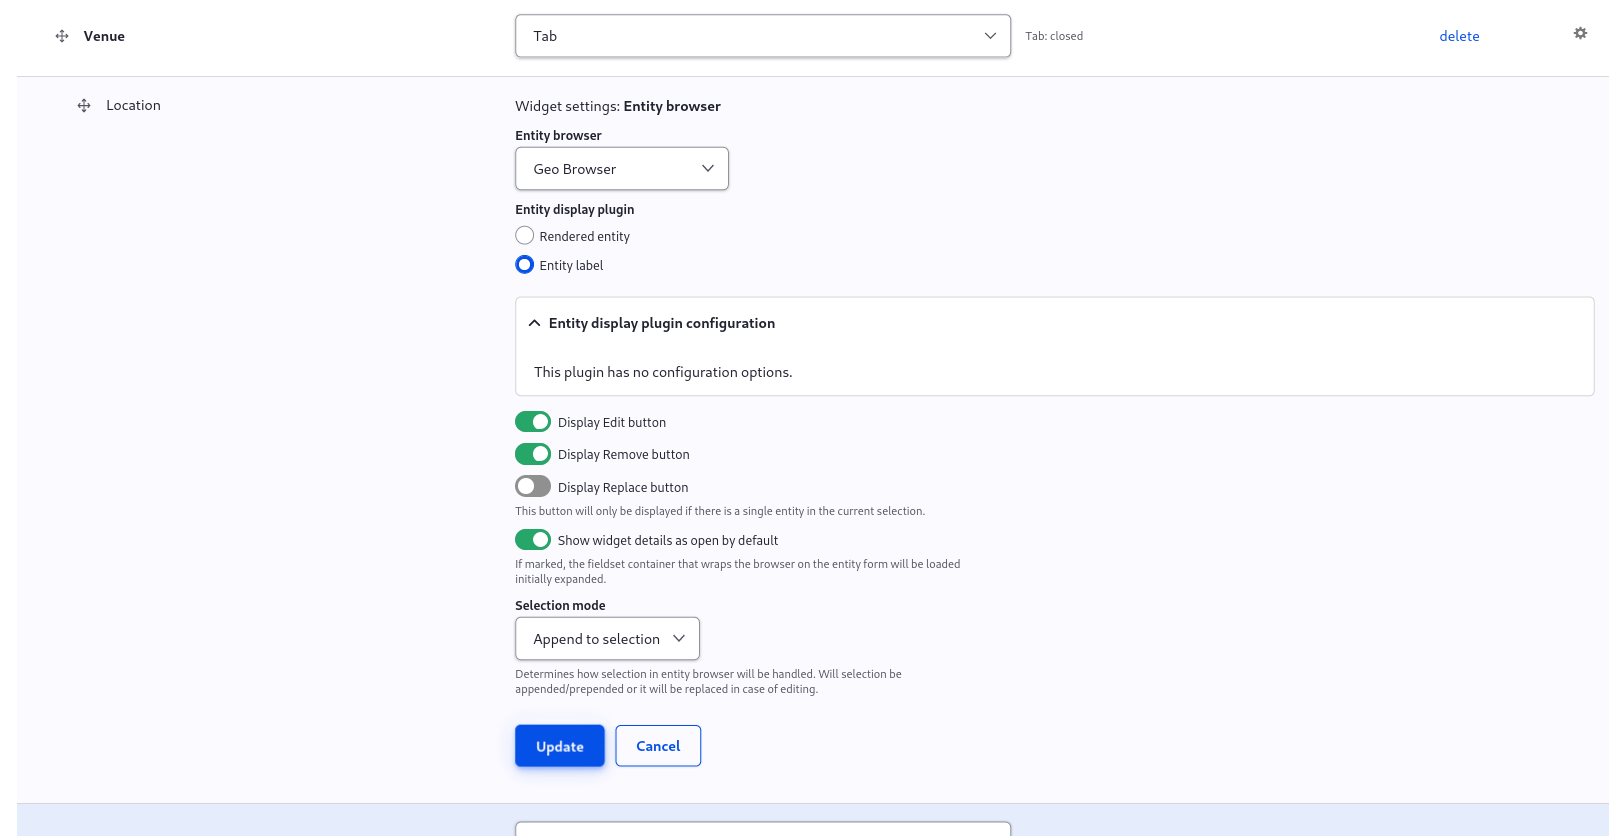 Venue
Tab
Tab: closed
delete
Location
Widget settings: Entity browser
Entity browser
Geo Browser
Entity display plugin
Rendered entity
Entity label
Entity display plugin configuration
This plugin has no configuration options.
Display Edit button
Display Remove button
Display Replace button
This button will only be displayed if there is a single entity in the current selection.
Show widget details as open by default
If marked, the fieldset container that wraps the browser on the entity form will be loaded
initially expanded.
Selection mode
Append to selection
Determines how selection in entity browser will be handled. Will selection be
appended/prepended or it will be replaced in case of editing.
Update
Cancel